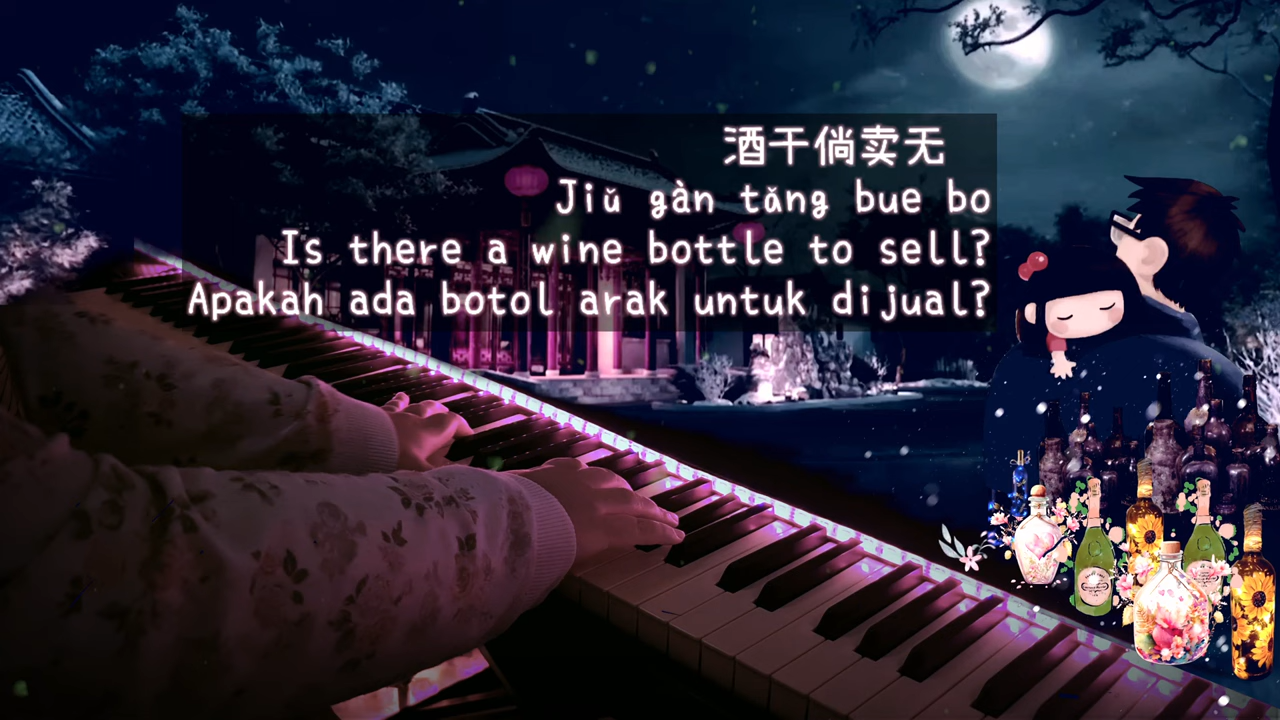 酒干倘卖无
Jiǔ gàn tǎng bue bo
Is there a wine bottle to sell?
Apakah ada botol arak untuk dijual?